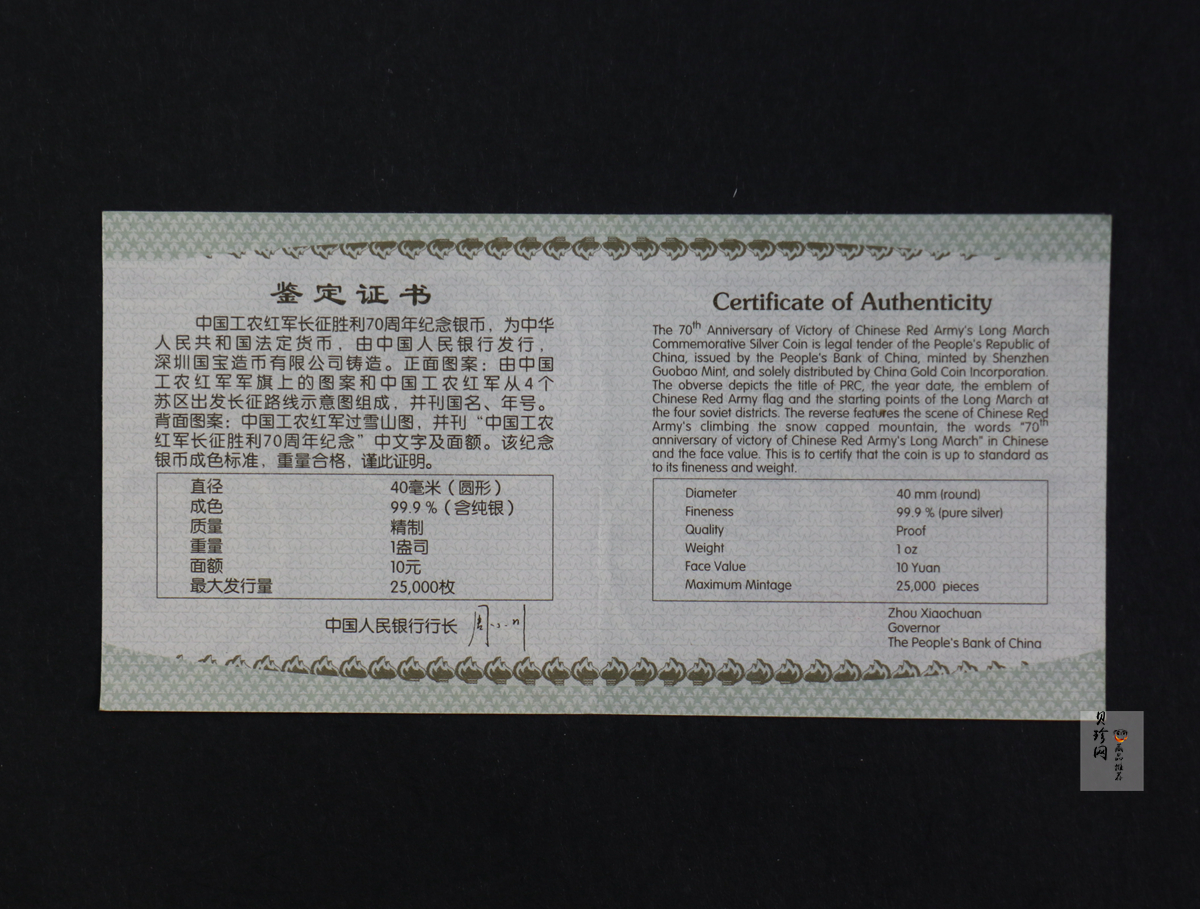 鉴定证书
中国工农红军长征胜利70周年纪念银币，为中华
人民共和国法定货币，由中国人民银行发行，
深圳国宝造币有限公司铸造。正面图案：由中国
工农红军军旗上的图案和中国工农红军从4个
苏区出发长征路线示意图组成，并刊国名、年号。
背面图案：中国工农红军过雪山图，并刊“中国工农
红军长征胜利70周年纪念”中文字及面额。该纪念
银币成色标准，重量合格，谨此证明。
直径 40毫米（圆形）
成色 99.9％（含纯银）
质量 精制
重量 1盎司
面额 10元
最大发行量 25,000枚
中国人民银行行长
Certificate of Authenticity
The 70th Anniversary of Victory of Chinese Red Army's Long March
Commemorative Silver Coin is legal tender of the People's Republic of
China, issued by the People's Bank of China, minted by Shenzhen
Guobao Mint, and solely distributed by China Gold Coin Incorporation.
The obverse depicts the title of PRC, the year date, the emblem of
Chinese Red Army flag and the starting points of the Long March at
the four soviet districts. The reverse features the scene of Chinese Red
Army's climbing the snow capped mountain, the words "70th
anniversary of victory of Chinese Red Army's Long March" in Chinese
and the face value. This is to certify that the coin is up to standard as
to its fineness and weight.
Diameter 40 mm (round)
Fineness 99.9 % (pure silver)
Quality Proof
Weight 1 oz
Face Value 10 Yuan
Maximum Mintage 25,000 pieces
Zhou Xiaochuan
Governor
The People's Bank of China
贝珍网
藏品推荐